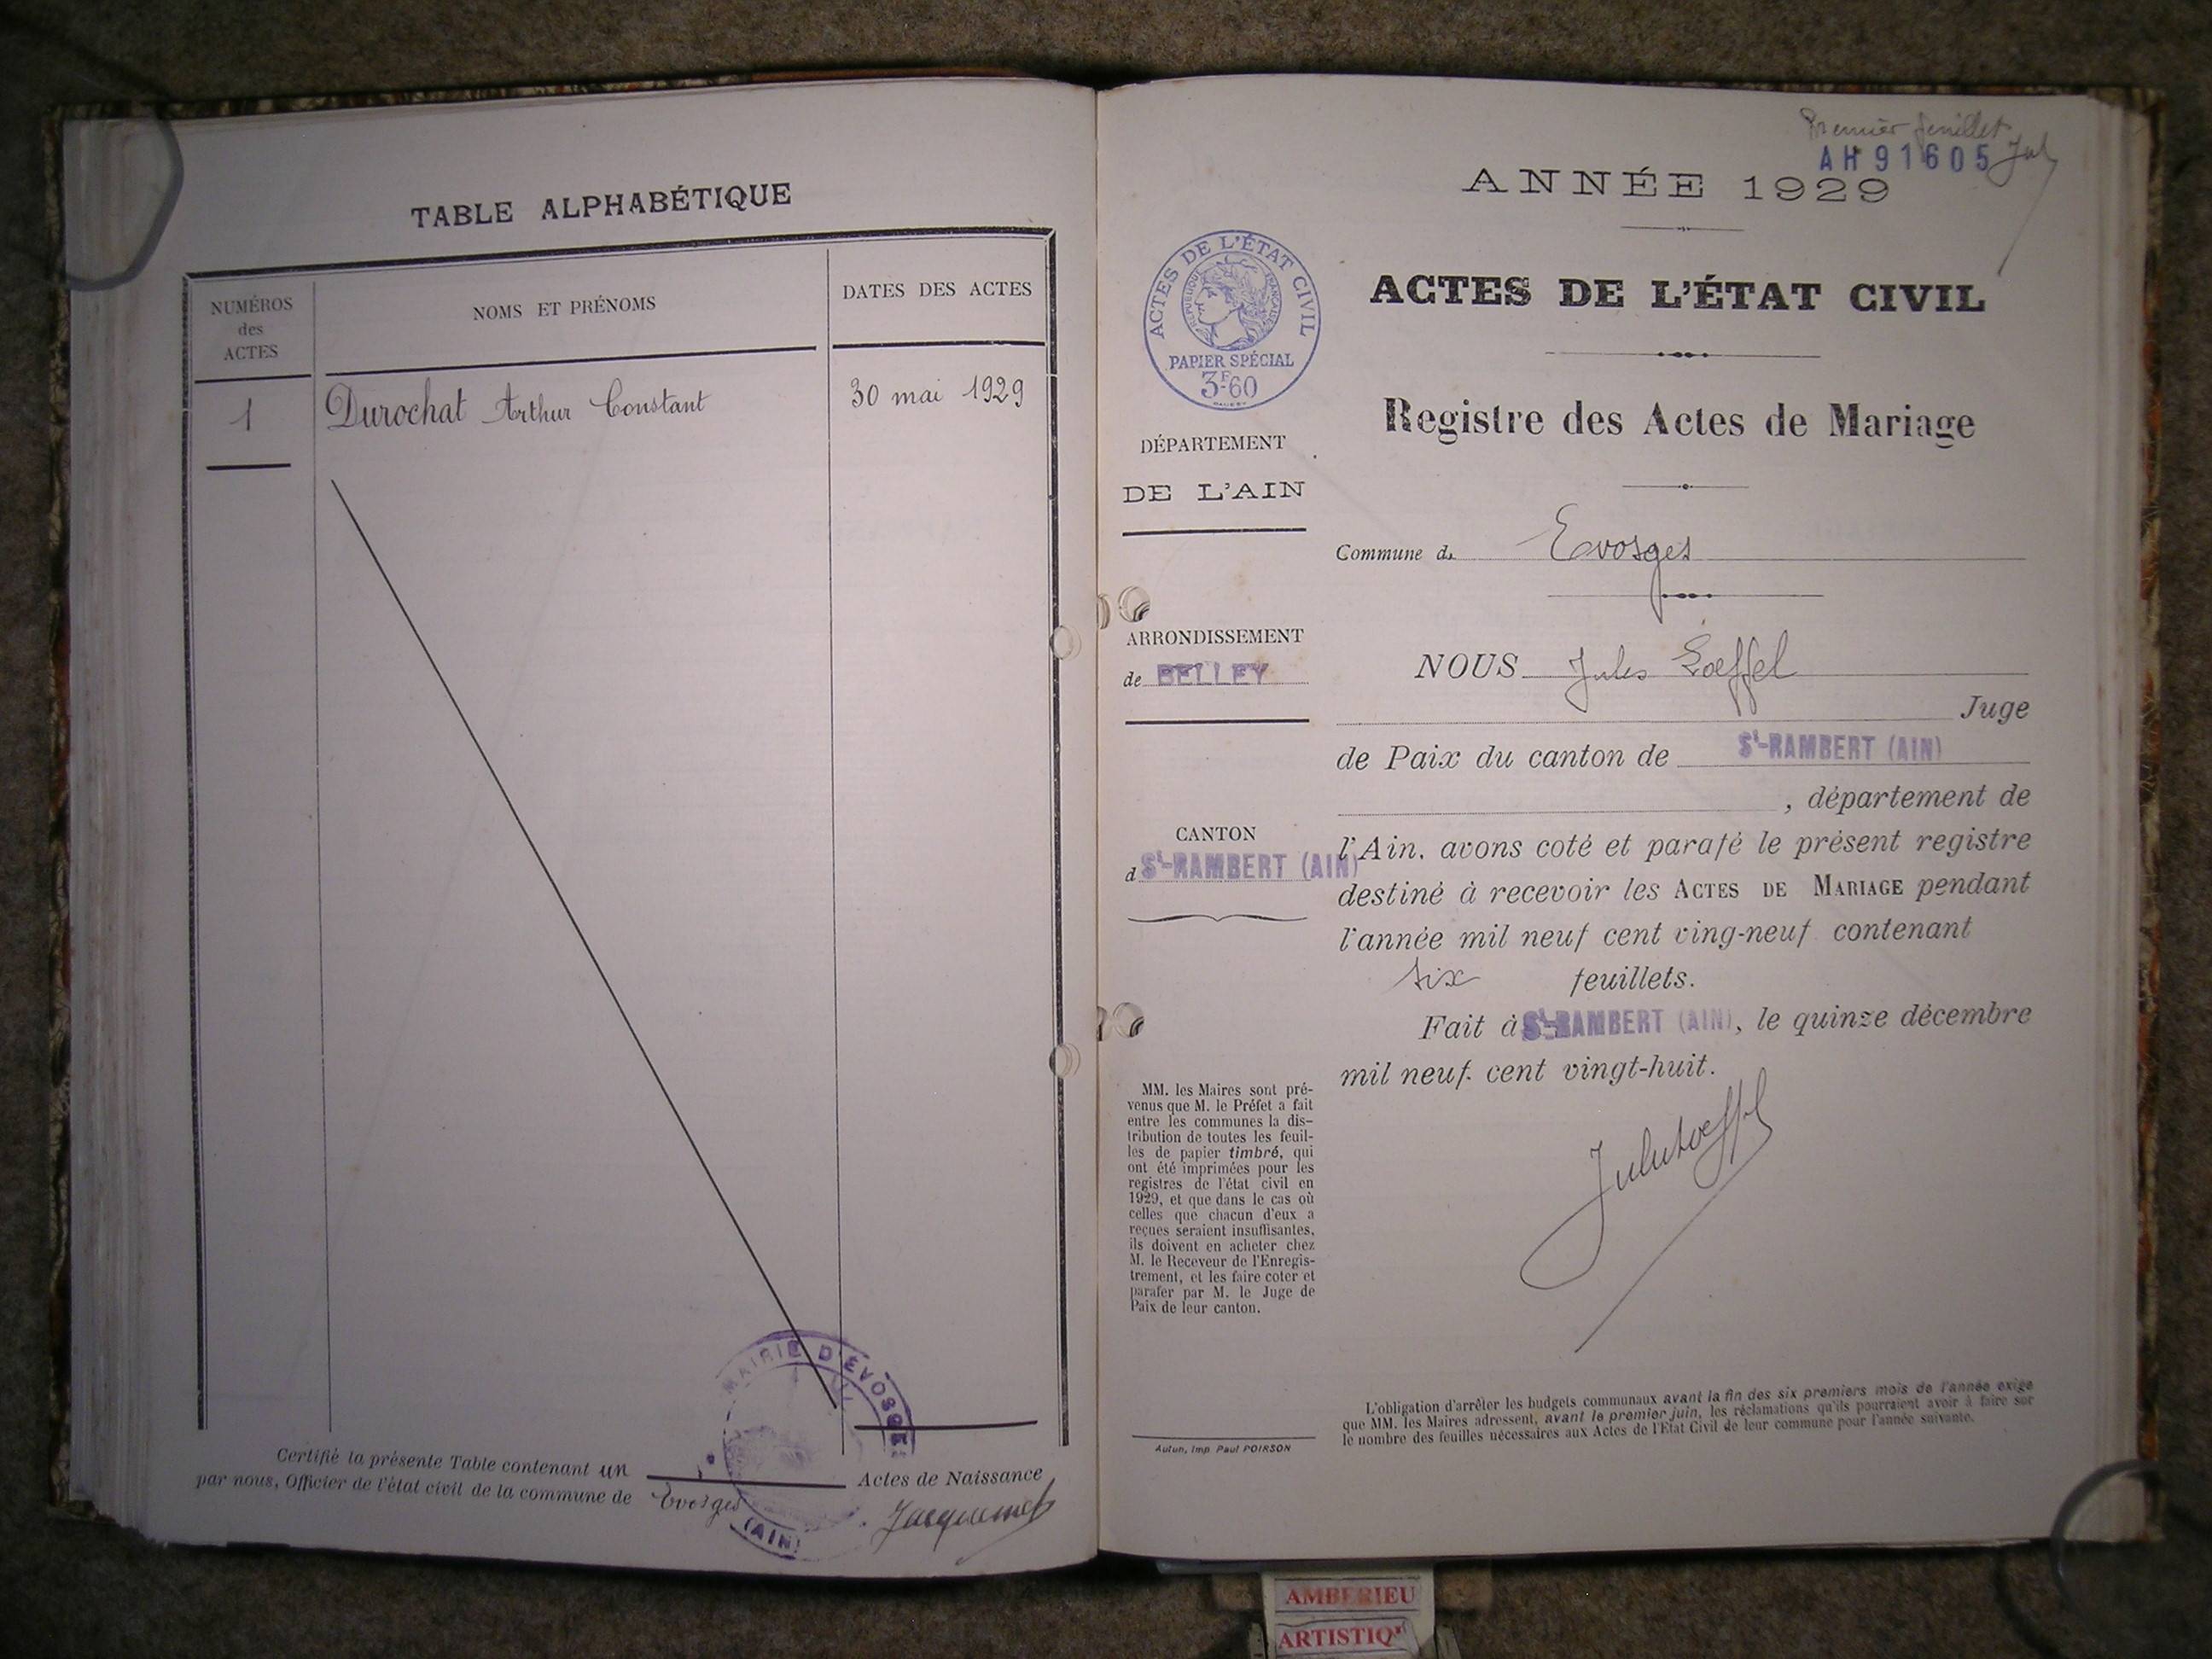 TABLE ALPHABÉTIQUE
NUMÉROS
des
ACTES
NOMS ET PRÉNOMS
DATES DES ACTES
1
Durochat Arthur Constant
30 mai 1929
Certifié la présente Table contenant un Actes de Naissance
par nous, Officier de l'état civil de la commune de Evosges
MAIRIE D'ÉVOSGE
(AIN)
Jacquemet
Premier feuillet
AH 91605
Jul
ANNÉE 1929
ACTES DE L'ÉTAT CIVIL
RÉPUBLIQUE FRANÇAISE
PAPIER SPÉCIAL
3F60
DÉPARTEMENT
DE L'AIN
ARRONDISSEMENT
de BELLEY
CANTON
d St-RAMBERT (AIN)
MM. les Maires sont pré-
venus que M. le Préfet a fait
entre les communes la dis-
tribution de toutes les feuil-
les de papier timbré, qui
ont été imprimées pour les
registres de l'état civil en
1929, et que dans le cas où
celles que chacun d'eux a
reçues seraient insuffisantes,
ils doivent en acheter chez
M. le Receveur de l'Enregis-
trement, et les faire coter et
parafer par M. le Juge de
Paix de leur canton.
Autun, Imp. Paul POIRSON
ACTES DE L'ÉTAT CIVIL
Registre des Actes de Mariage
Commune de Evosges
NOUS Jules Loeffel
Juge
de Paix du canton de St-RAMBERT (AIN)
, département de
l'Ain, avons coté et parafé le présent registre
destiné à recevoir les ACTES DE MARIAGE pendant
l'année mil neuf cent ving-neuf contenant
six feuillets.
Fait à St-RAMBERT (AIN), le quinze décembre
mil neuf cent vingt-huit.
Jules Loeffel
L'obligation d'arrêter les budgets communaux avant la fin des six premiers mois de l'année exige
que MM. les Maires adressent, avant le premier juin, les réclamations qu'ils pourraient avoir à faire sur
le nombre des feuilles nécessaires aux Actes de l'Etat Civil de leur commune pour l'année suivante.
AMBERIEU
ARTISTIQ